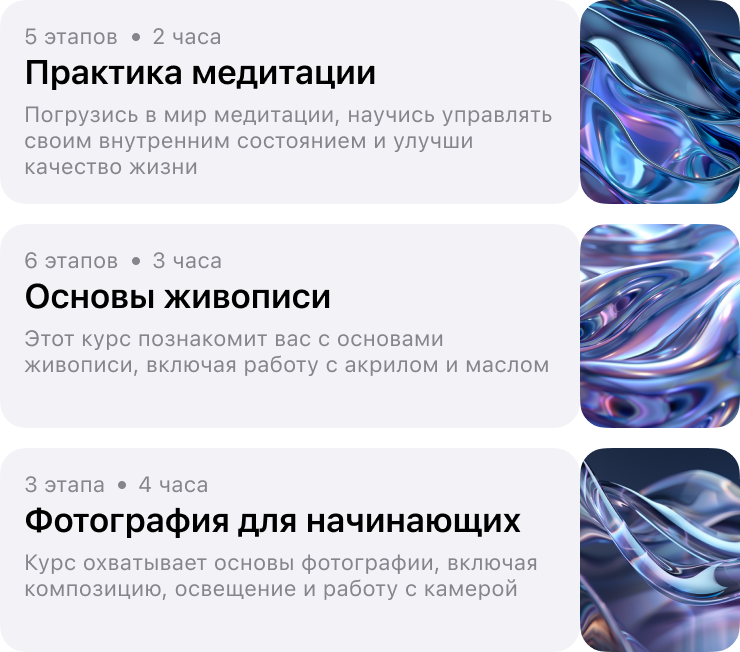 5 этапов • 2 часа
Практика медитации
Погрузись в мир медитации, научись управлять
своим внутренним состоянием и улучши
качество жизни
6 этапов • 3 часа
Основы живописи
Этот курс познакомит вас с основами
живописи, включая работу с акрилом и маслом
3 этапа • 4 часа
Фотография для начинающих
Курс охватывает основы фотографии, включая
композицию, освещение и работу с камерой